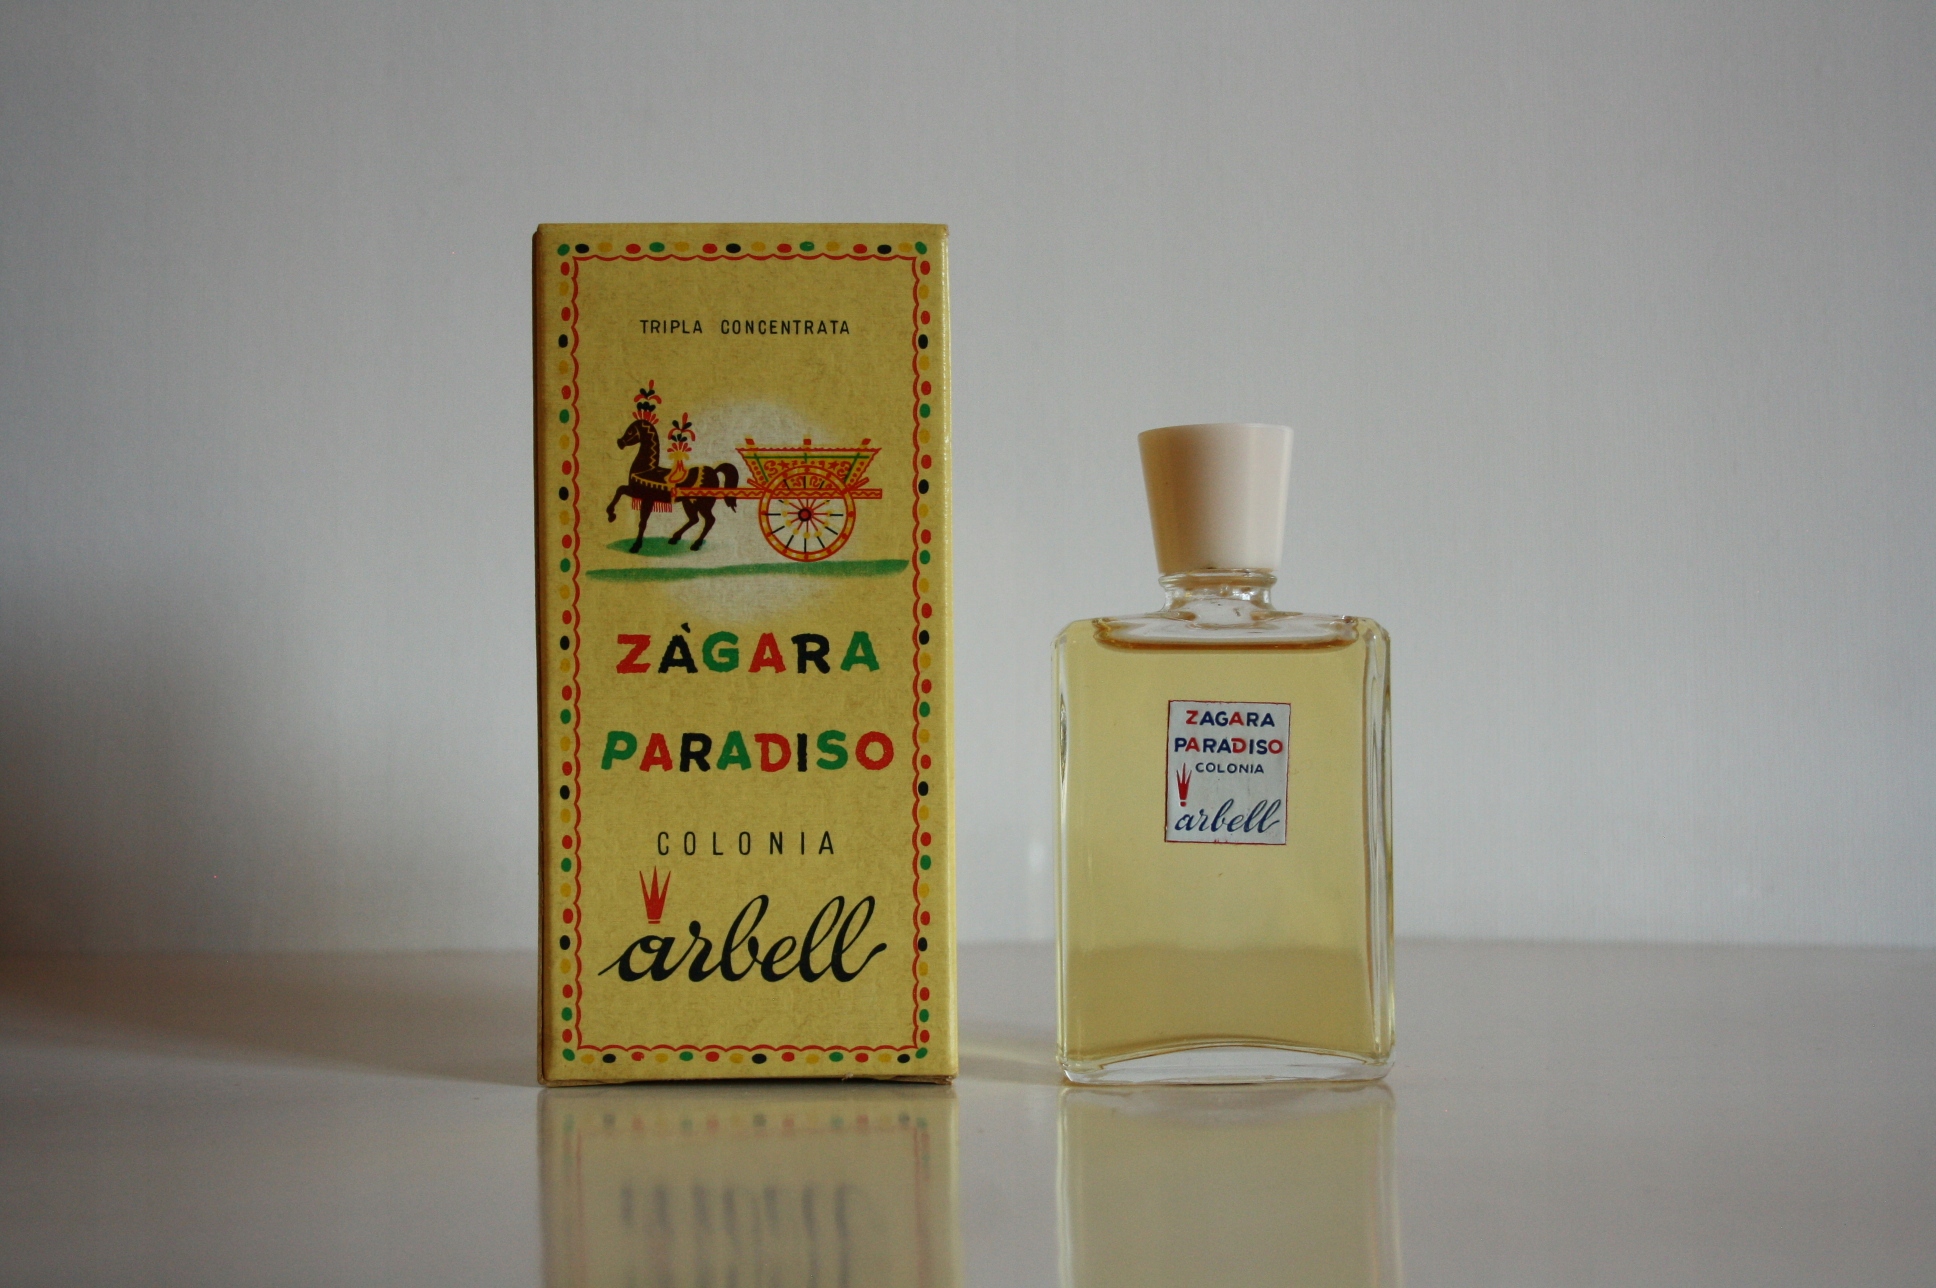 TRIPLA CONCENTRATA
ZÀGARA
PARADISO
COLONIA
arbell
ZAGARA
PARADISO
COLONIA
arbell